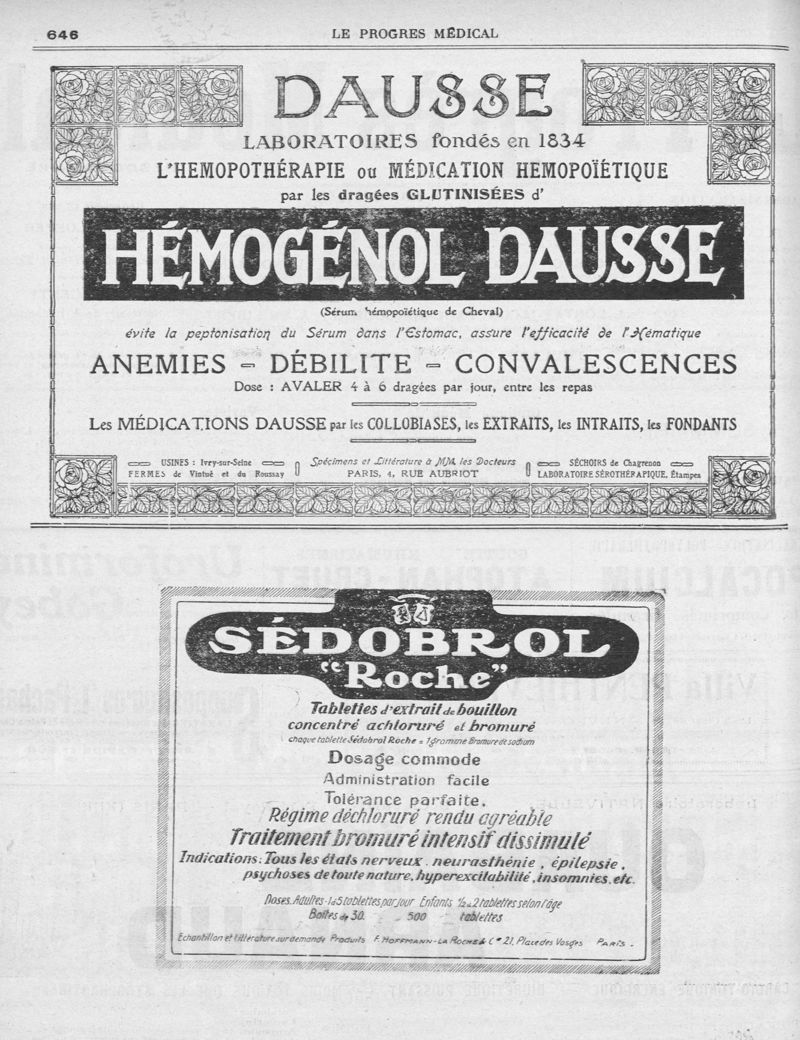 646
LE PROGRES MÉDICAL
DAUSSE
LABORATOIRES fondés en 1834
L'HEMOPOTHÉRAPIE ou MÉDICATION HEMOPOÏÉTIQUE
par les dragées GLUTINISÉES d'
HÉMOGÉNOL DAUSSE
(Sérum hémopoïétique de Cheval)
évite la peptonisation du Sérum dans l'Estomac, assure l'efficacité de l'Hématique
ANEMIES - DÉBILITE - CONVALESCENCES
Dose : AVALER 4 à 6 dragées par jour, entre les repas
Les MÉDICATIONS DAUSSE par les COLLOBIASES, les EXTRAITS, les INTRAITS, les FONDANTS
USINES : Ivry-sur-Seine
FERMES de Vintué et du Roussay
Spécimens et Littérature à MM. les Docteurs
PARIS, 4, RUE AUBRIOT
SÉCHOIRS de Chagrenon
LABORATOIRE SÉROTHÉRAPIQUE, Étampes
SÉDOBROL
"Roche"
Tablettes d'extrait de bouillon
concentré achloruré et bromuré
chaque tablette Sédobrol Roche = 1 gramme Bromure de sodium
Dosage commode
Administration facile
Tolérance parfaite.
Régime déchloruré rendu agréable
Traitement bromuré intensif dissimulé
Indications: Tous les états nerveux, neurasthénie, épilepsie,
psychoses de toute nature, hyperexcitabilité, insomnies, etc.
Doses. Adultes - 1 à 5 tablettes par jour Enfants 1/2 à 2 tablettes selon l'âge
Boîtes de 30. - . 500 - tablettes
Echantillon et littérature sur demande Produits F. HOFFMANN-LA ROCHE & Cie 21, Place des Vosges PARIS.